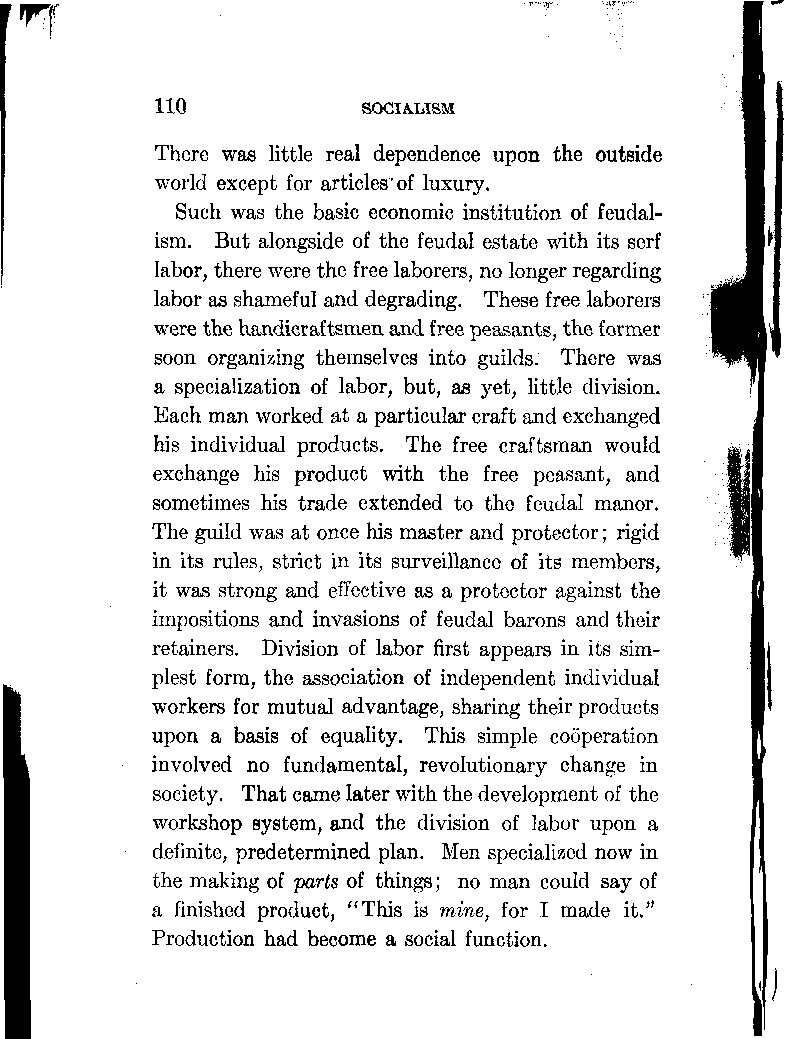 110 SOCIALISM
There was little real dependence upon the outside
world except for articles of luxury.
Such was the basic economic institution of feudal-
ism. But alongside of the feudal estate with its serf
labor, there were the free laborers, no longer regarding
labor as shameful and degrading. These free laborers
were the handicraftsmen and free peasants, the former
soon organizing themselves into guilds. There was
a specialization of labor, but, as yet, little division.
Each man worked at a particular craft and exchanged
his individual products. The free craftsman would
exchange his product with the free peasant, and
sometimes his trade extended to the feudal manor.
The guild was at once his master and protector; rigid
in its rules, strict in its surveillance of its members,
it was strong and effective as a protector against the
impositions and invasions of feudal barons and their
retainers. Division of labor first appears in its sim-
plest form, the association of independent individual
workers for mutual advantage, sharing their products
upon a basis of equality. This simple coöperation
involved no fundamental, revolutionary change in
society. That came later with the development of the
workshop system, and the division of labor upon a
definite, predetermined plan. Men specialized now in
the making of parts of things; no man could say of
a finished product, “This is mine, for I made it.”
Production had become a social function.